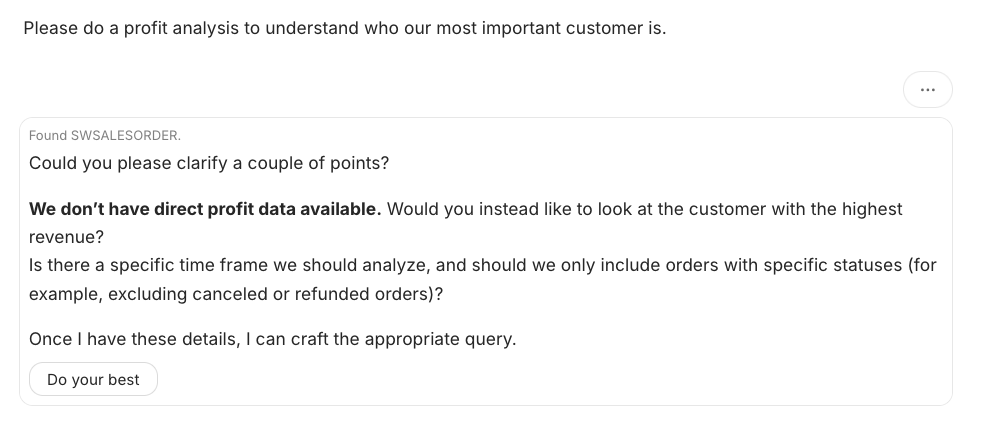 Please do a profit analysis to understand who our most important customer is.
...
Found SWSALESORDER.
Could you please clarify a couple of points?
We don’t have direct profit data available. Would you instead like to look at the customer with the highest
revenue?
Is there a specific time frame we should analyze, and should we only include orders with specific statuses (for
example, excluding canceled or refunded orders)?
Once I have these details, I can craft the appropriate query.
Do your best